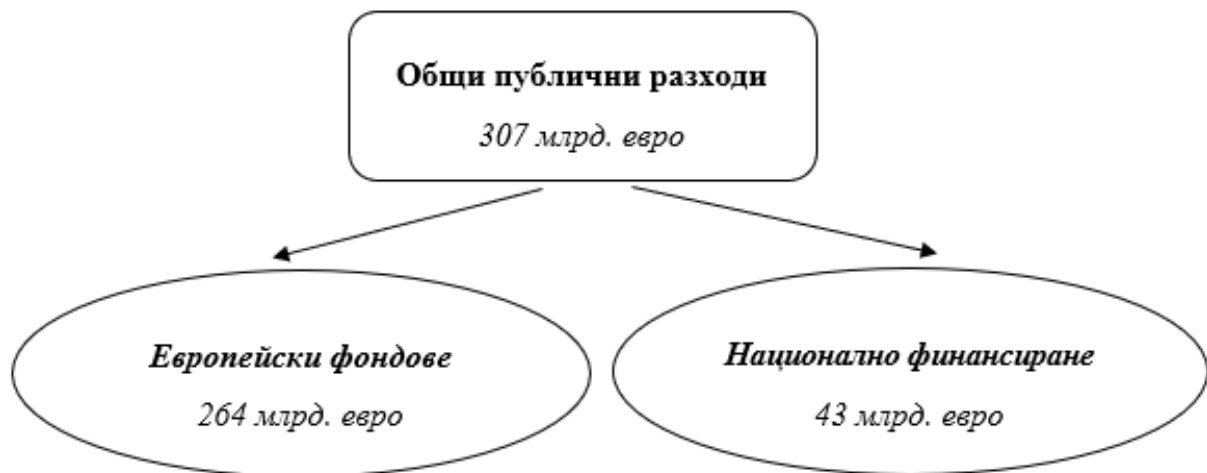 Общи публични разходи
307 млрд. евро
Европейски фондове
264 млрд. евро
Национално финансиране
43 млрд. евро